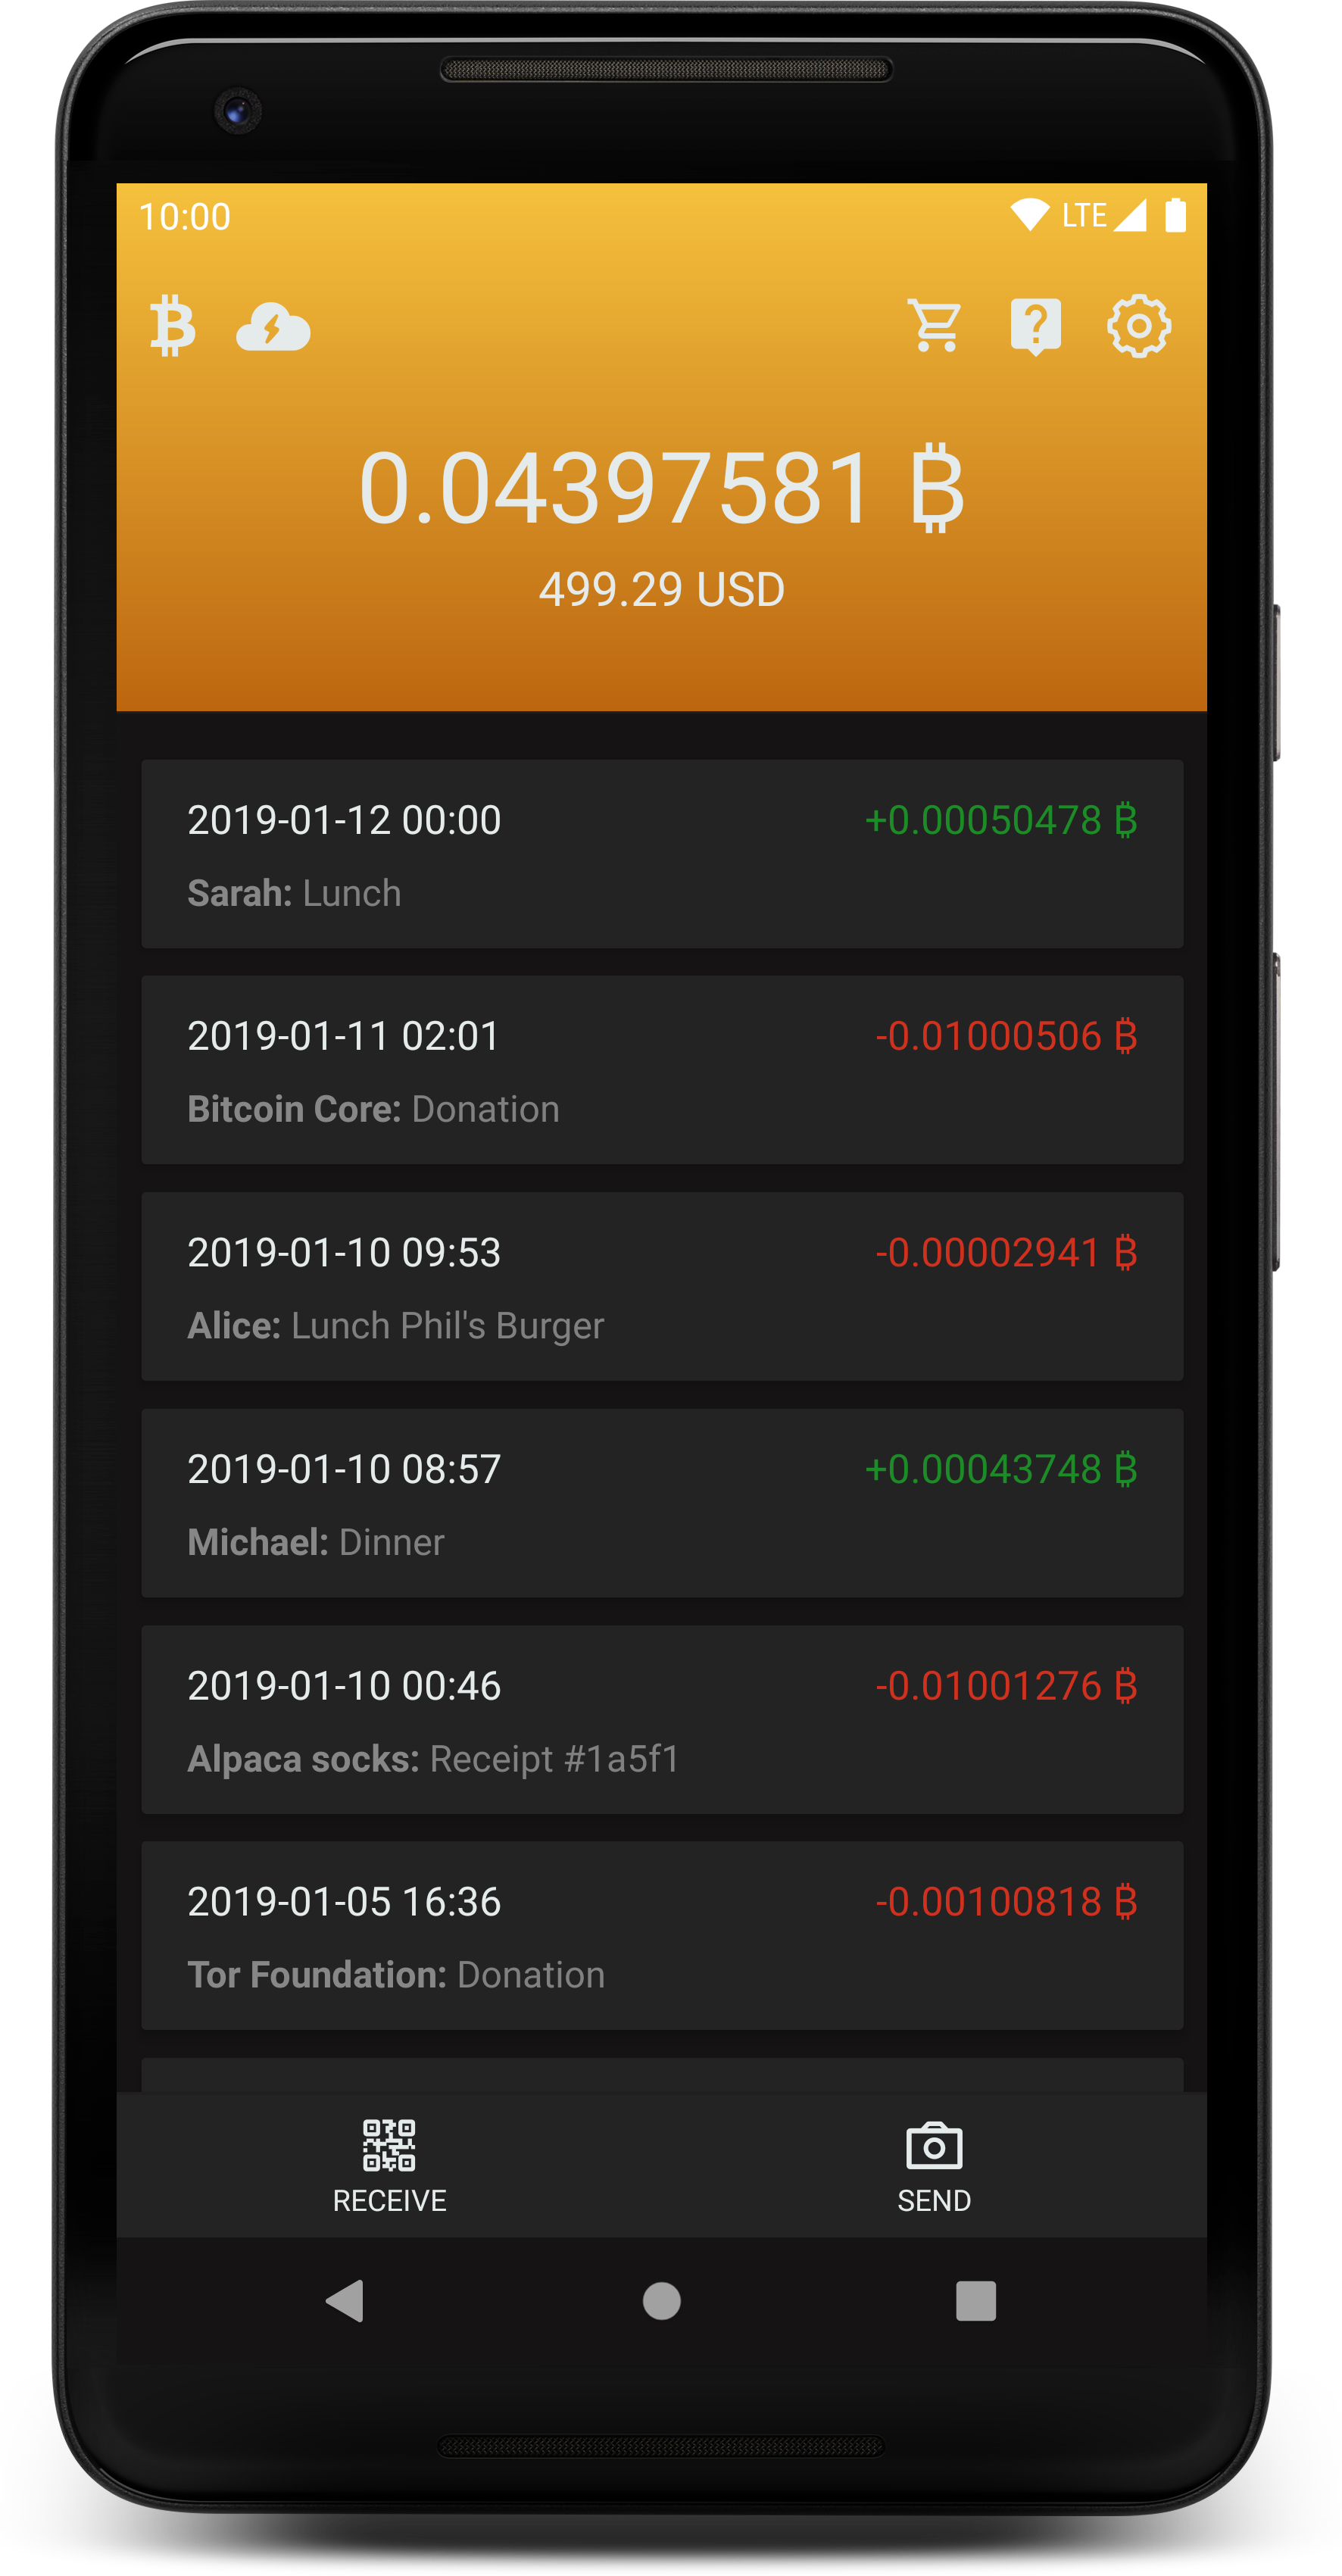 10:00 LTE
0.04397581 ₿
499.29 USD
2019-01-12 00:00 +0.00050478 ₿
Sarah: Lunch
2019-01-11 02:01 -0.01000506 ₿
Bitcoin Core: Donation
2019-01-10 09:53 -0.00002941 ₿
Alice: Lunch Phil's Burger
2019-01-10 08:57 +0.00043748 ₿
Michael: Dinner
2019-01-10 00:46 -0.01001276 ₿
Alpaca socks: Receipt #1a5f1
2019-01-05 16:36 -0.00100818 ₿
Tor Foundation: Donation
RECEIVE SEND